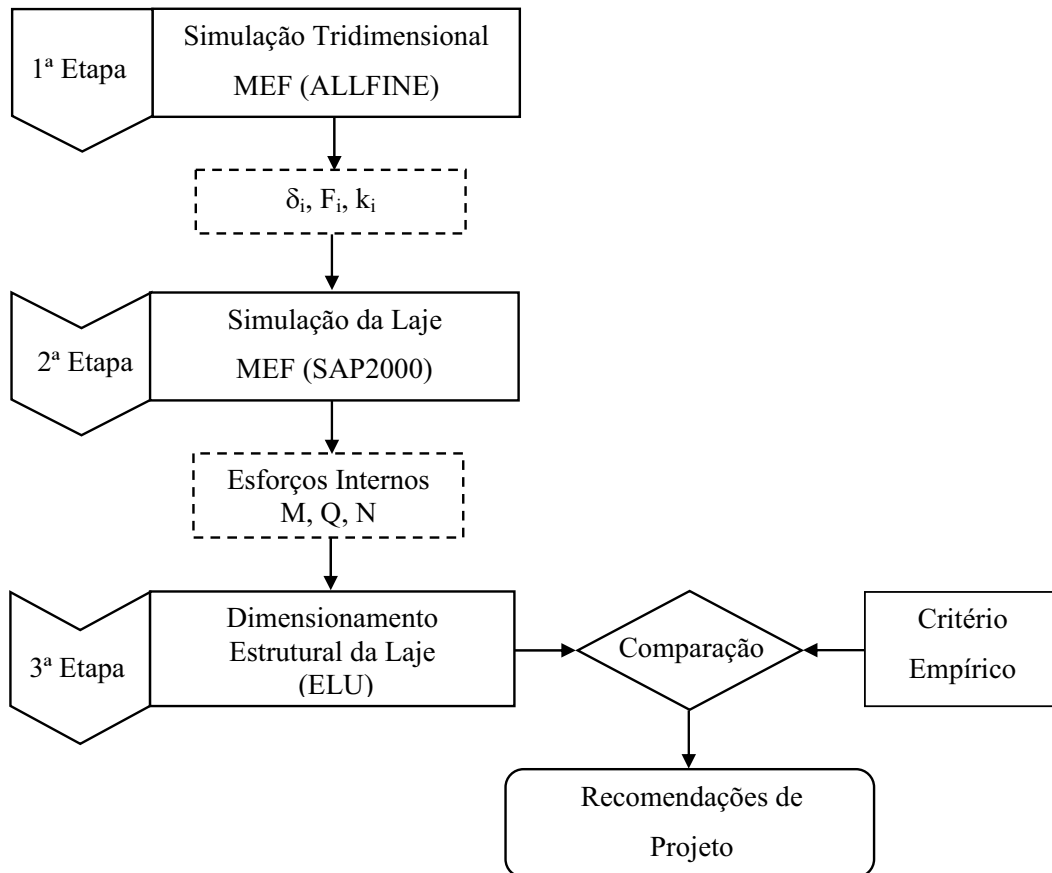 1ª Etapa
Simulação Tridimensional
MEF (ALLFINE)
δi, Fi, ki
2ª Etapa
Simulação da Laje
MEF (SAP2000)
Esforços Internos
M, Q, N
3ª Etapa
Dimensionamento
Estrutural da Laje
(ELU)
Comparação
Critério
Empírico
Recomendações de
Projeto